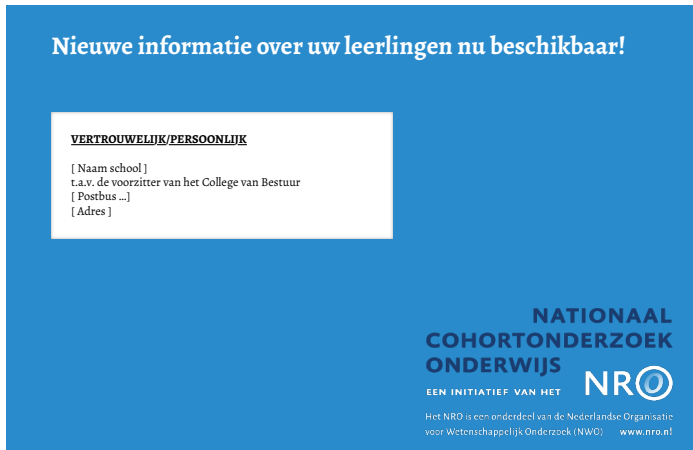 Nieuwe informatie over uw leerlingen nu beschikbaar!
VERTROUWELIJK/PERSOONLIJK
[ Naam school ]
t.a.v. de voorzitter van het College van Bestuur
[ Postbus ...]
[ Adres ]
NATIONAAL
COHORTONDERZOEK
ONDERWIJS
EEN INITIATIEF VAN HET NRO
Het NRO is een onderdeel van de Nederlandse Organisatie
voor Wetenschappelijk Onderzoek (NWO) www.nro.nl